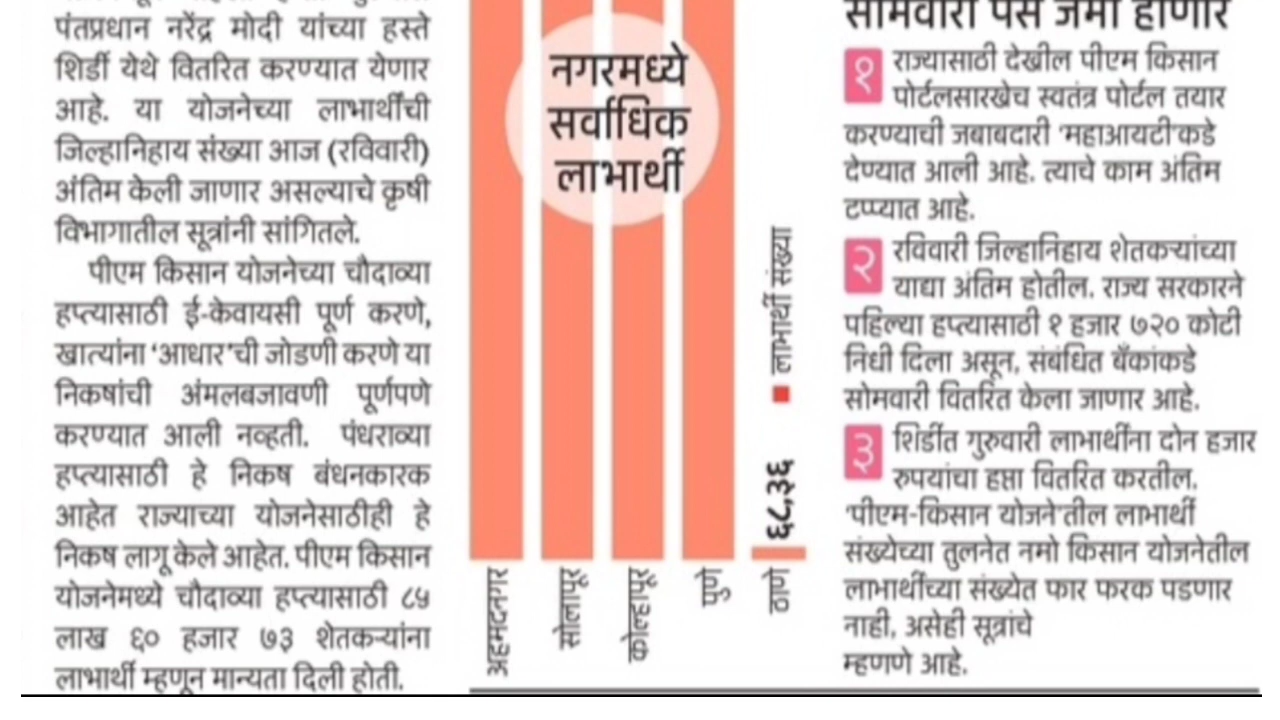 पंतप्रधान नरेंद्र मोदी यांच्या हस्ते
शिर्डी येथे वितरित करण्यात येणार
आहे. या योजनेच्या लाभार्थींची
जिल्हानिहाय संख्या आज (रविवारी)
अंतिम केली जाणार असल्याचे कृषी
विभागातील सूत्रांनी सांगितले.
पीएम किसान योजनेच्या चौदाव्या
हप्त्यासाठी ई-केवायसी पूर्ण करणे,
खात्यांना 'आधार'ची जोडणी करणे या
निकषांची अंमलबजावणी पूर्णपणे
करण्यात आली नव्हती. पंधराव्या
हप्त्यासाठी हे निकष बंधनकारक
आहेत राज्याच्या योजनेसाठीही हे
निकष लागू केले आहेत. पीएम किसान
योजनेमध्ये चौदाव्या हप्त्यासाठी ८५
लाख ६० हजार ७३ शेतकऱ्यांना
लाभार्थी म्हणून मान्यता दिली होती.
नगरमध्ये
सर्वाधिक
लाभार्थी
लाभार्थी संख्या
६८,३६
अहमदनगर
सोलापूर
कोल्हापूर
पुणे
ठाणे
सोमवारी पैसे जमा होणार
१ राज्यासाठी देखील पीएम किसान
पोर्टलसारखेच स्वतंत्र पोर्टल तयार
करण्याची जबाबदारी 'महाआयटी'कडे
देण्यात आली आहे. त्याचे काम अंतिम
टप्प्यात आहे.
२ रविवारी जिल्हानिहाय शेतकऱ्यांच्या
याद्या अंतिम होतील. राज्य सरकारने
पहिल्या हप्त्यासाठी १ हजार ७२० कोटी
निधी दिला असून, संबंधित बँकांकडे
सोमवारी वितरित केला जाणार आहे.
३ शिर्डीत गुरुवारी लाभार्थींना दोन हजार
रुपयांचा हप्ता वितरित करतील.
'पीएम-किसान योजने'तील लाभार्थी
संख्येच्या तुलनेत नमो किसान योजनेतील
लाभार्थींच्या संख्येत फार फरक पडणार
नाही, असेही सूत्रांचे
म्हणणे आहे.